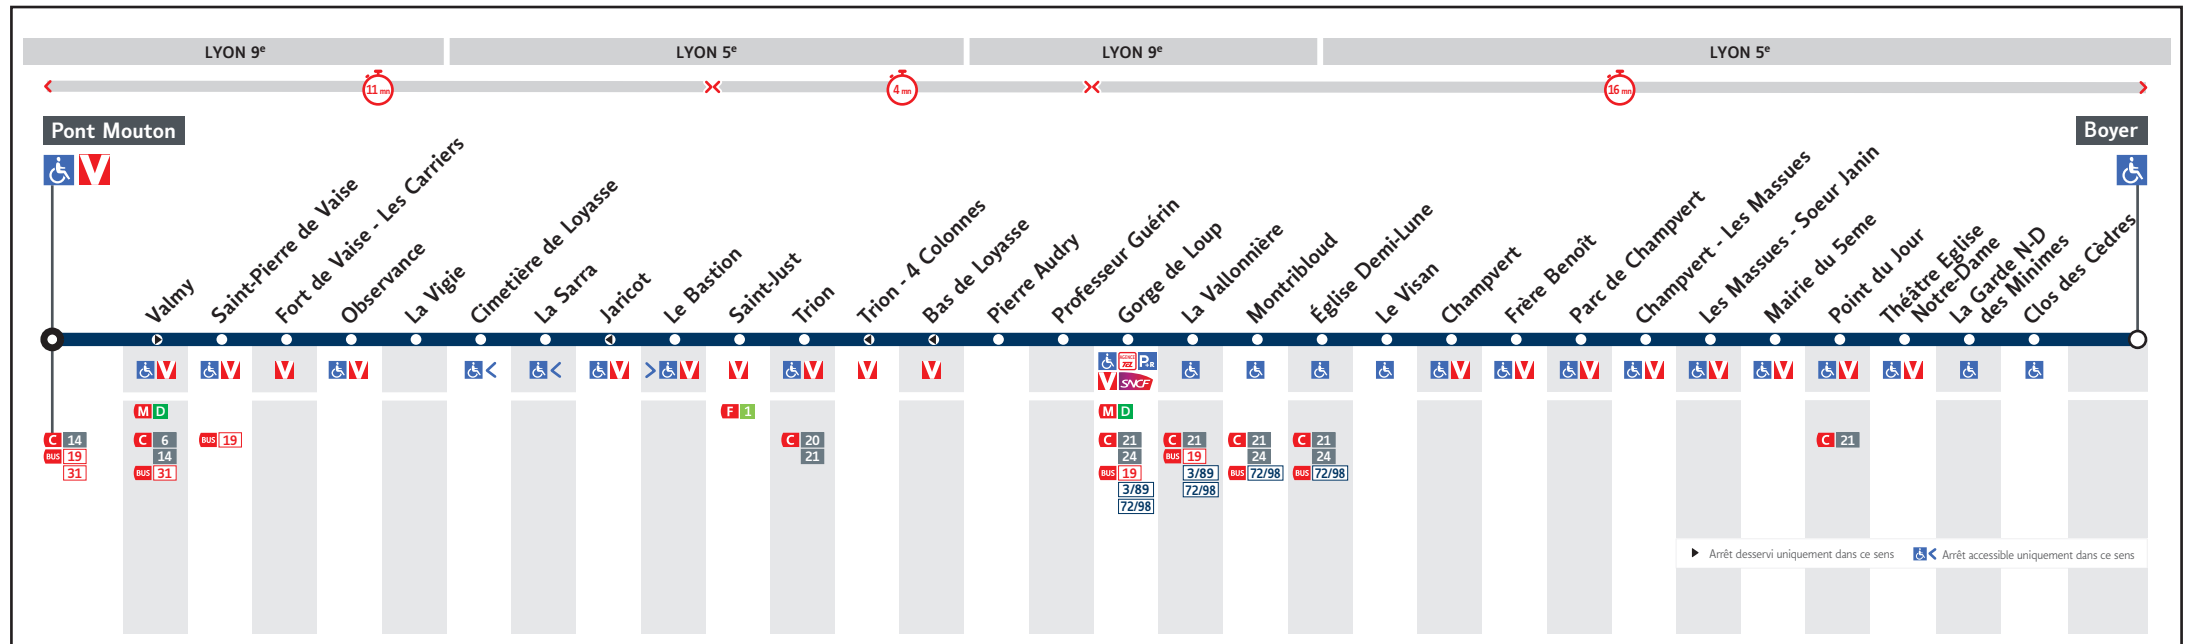 LYON 9e
LYON 5e
LYON 9e
LYON 5e
11 mn
4 mn
16 mn
Pont Mouton
Boyer
Valmy
Saint-Pierre de Vaise
Fort de Vaise - Les Carriers
Observance
La Vigie
Cimetière de Loyasse
La Sarra
Jaricot
Le Bastion
Saint-Just
Trion
Trion - 4 Colonnes
Bas de Loyasse
Pierre Audry
Professeur Guérin
Gorge de Loup
La Vallonnière
Montribloud
Église Demi-Lune
Le Visan
Champvert
Frère Benoît
Parc de Champvert
Champvert - Les Massues
Les Massues - Soeur Janin
Mairie du 5eme
Point du Jour
Théâtre Eglise
Notre-Dame
La Garde N-D
des Minimes
Clos des Cèdres
V
V V V V V V V V V V
AGENCE TCL P+R
V SNCF
V V V V V V V V
M D
F 1
M D
C 14
BUS 19
31
C 6
14
BUS 31
BUS 19
C 20
21
C 21
24
BUS 19
3/89
72/98
C 21
BUS 19
3/89
72/98
C 21
24
BUS 72/98
C 21
24
BUS 72/98
C 21
Arrêt desservi uniquement dans ce sens
Arrêt accessible uniquement dans ce sens